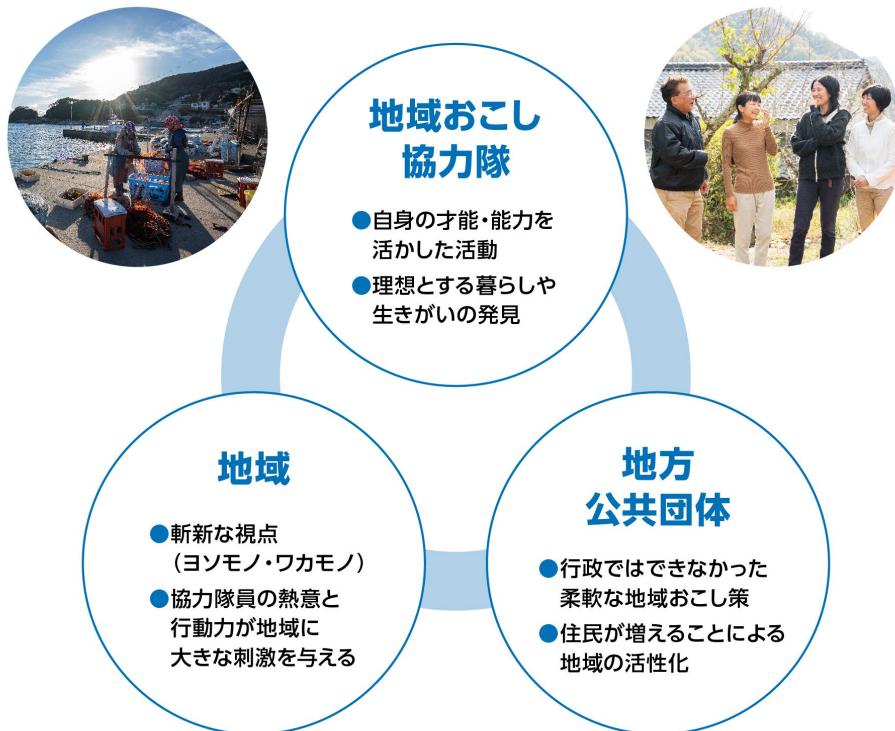 地域おこし
協力隊
●自身の才能・能力を
活かした活動
●理想とする暮らしや
生きがいの発見
地域
●斬新な視点
（ヨソモノ・ワカモノ）
●協力隊員の熱意と
行動力が地域に
大きな刺激を与える
地方
公共団体
●行政ではできなかった
柔軟な地域おこし策
●住民が増えることによる
地域の活性化